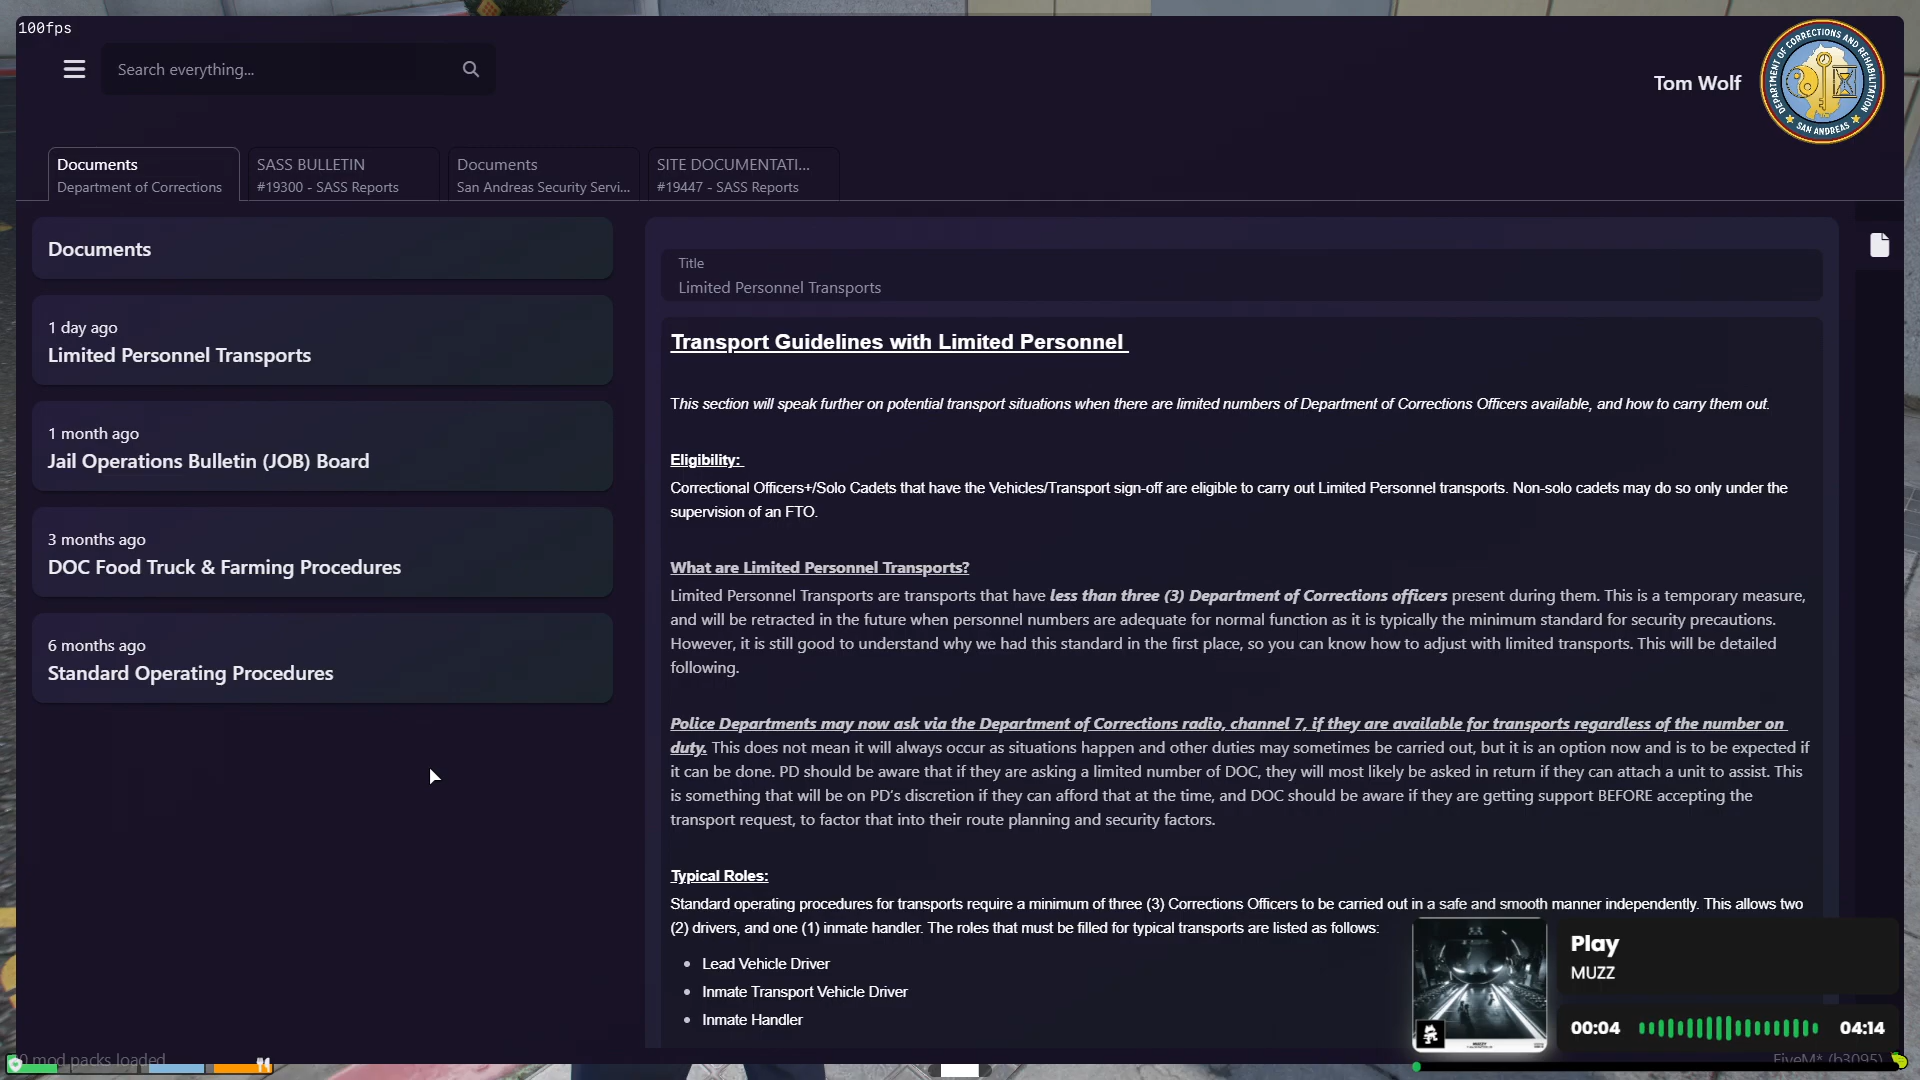 100fps
Search everything...
Tom Wolf
DEPARTMENT OF CORRECTIONS AND REHABILITATION
SAN ANDREAS
Documents
Department of Corrections
SASS BULLETIN
#19300 - SASS Reports
Documents
San Andreas Security Servi...
SITE DOCUMENTATI...
#19447 - SASS Reports
Documents
1 day ago
Limited Personnel Transports
1 month ago
Jail Operations Bulletin (JOB) Board
3 months ago
DOC Food Truck & Farming Procedures
6 months ago
Standard Operating Procedures
Title
Limited Personnel Transports
Transport Guidelines with Limited Personnel
This section will speak further on potential transport situations when there are limited numbers of Department of Corrections Officers available, and how to carry them out.
Eligibility:
Correctional Officers+/Solo Cadets that have the Vehicles/Transport sign-off are eligible to carry out Limited Personnel transports. Non-solo cadets may do so only under the
supervision of an FTO.
What are Limited Personnel Transports?
Limited Personnel Transports are transports that have less than three (3) Department of Corrections officers present during them. This is a temporary measure,
and will be retracted in the future when personnel numbers are adequate for normal function as it is typically the minimum standard for security precautions.
However, it is still good to understand why we had this standard in the first place, so you can know how to adjust with limited transports. This will be detailed
following.
Police Departments may now ask via the Department of Corrections radio, channel 7, if they are available for transports regardless of the number on
duty. This does not mean it will always occur as situations happen and other duties may sometimes be carried out, but it is an option now and is to be expected if
it can be done. PD should be aware that if they are asking a limited number of DOC, they will most likely be asked in return if they can attach a unit to assist. This
is something that will be on PD's discretion if they can afford that at the time, and DOC should be aware if they are getting support BEFORE accepting the
transport request, to factor that into their route planning and security factors.
Typical Roles:
Standard operating procedures for transports require a minimum of three (3) Corrections Officers to be carried out in a safe and smooth manner independently. This allows two
(2) drivers, and one (1) inmate handler. The roles that must be filled for typical transports are listed as follows:
Lead Vehicle Driver
Inmate Transport Vehicle Driver
Inmate Handler
Play
MUZZ
00:04
04:14
0 mod packs loaded
FiveM* (b3095)